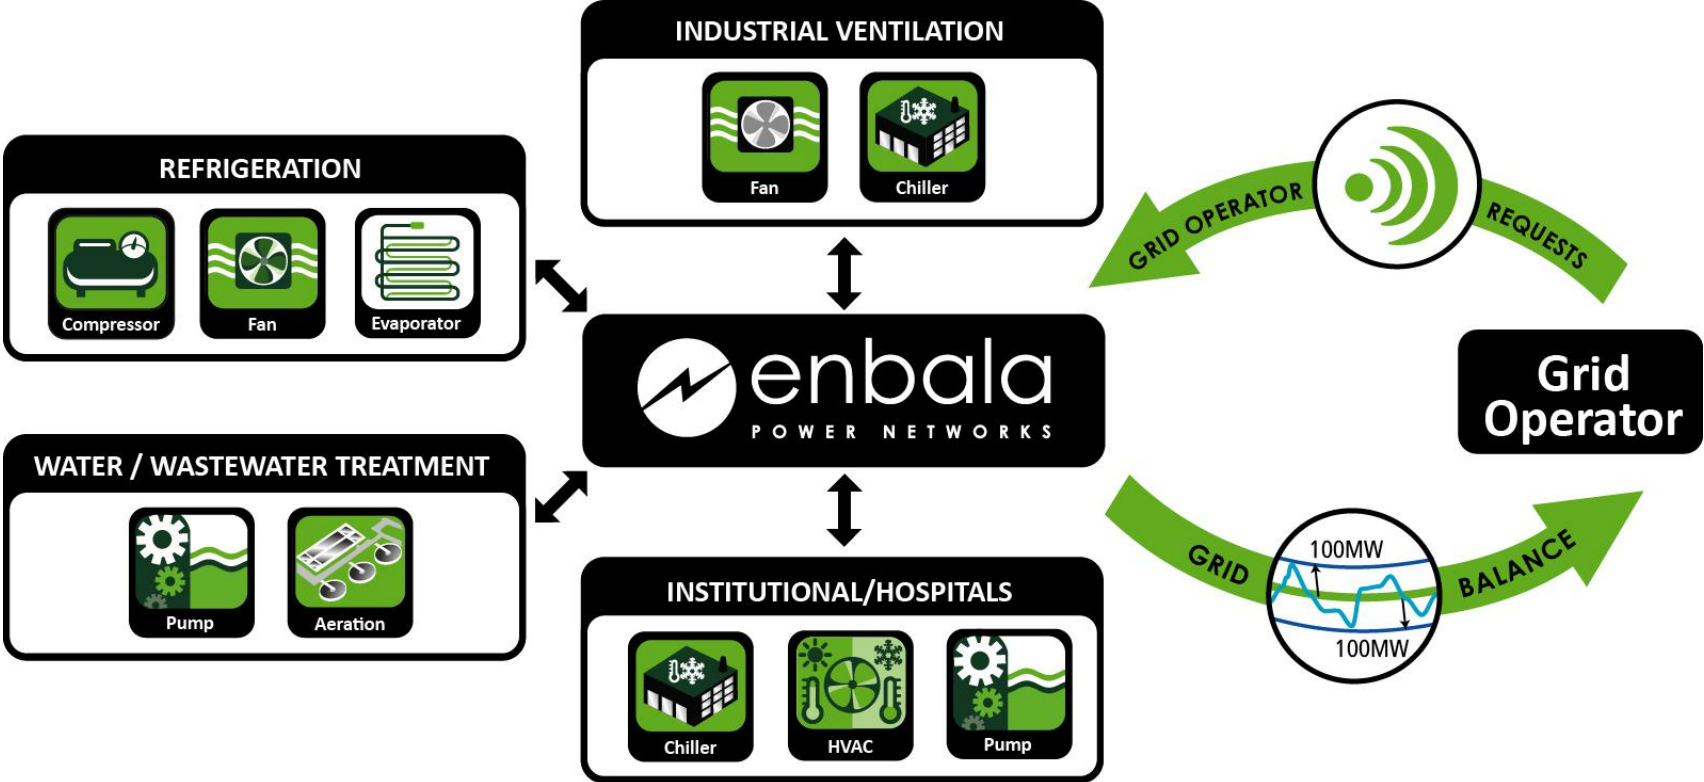 INDUSTRIAL VENTILATION
Fan
Chiller
REFRIGERATION
Compressor
Fan
Evaporator
GRID OPERATOR
REQUESTS
enbala
POWER NETWORKS
Grid
Operator
WATER / WASTEWATER TREATMENT
Pump
Aeration
GRID
100MW
100MW
BALANCE
INSTITUTIONAL/HOSPITALS
Chiller
HVAC
Pump